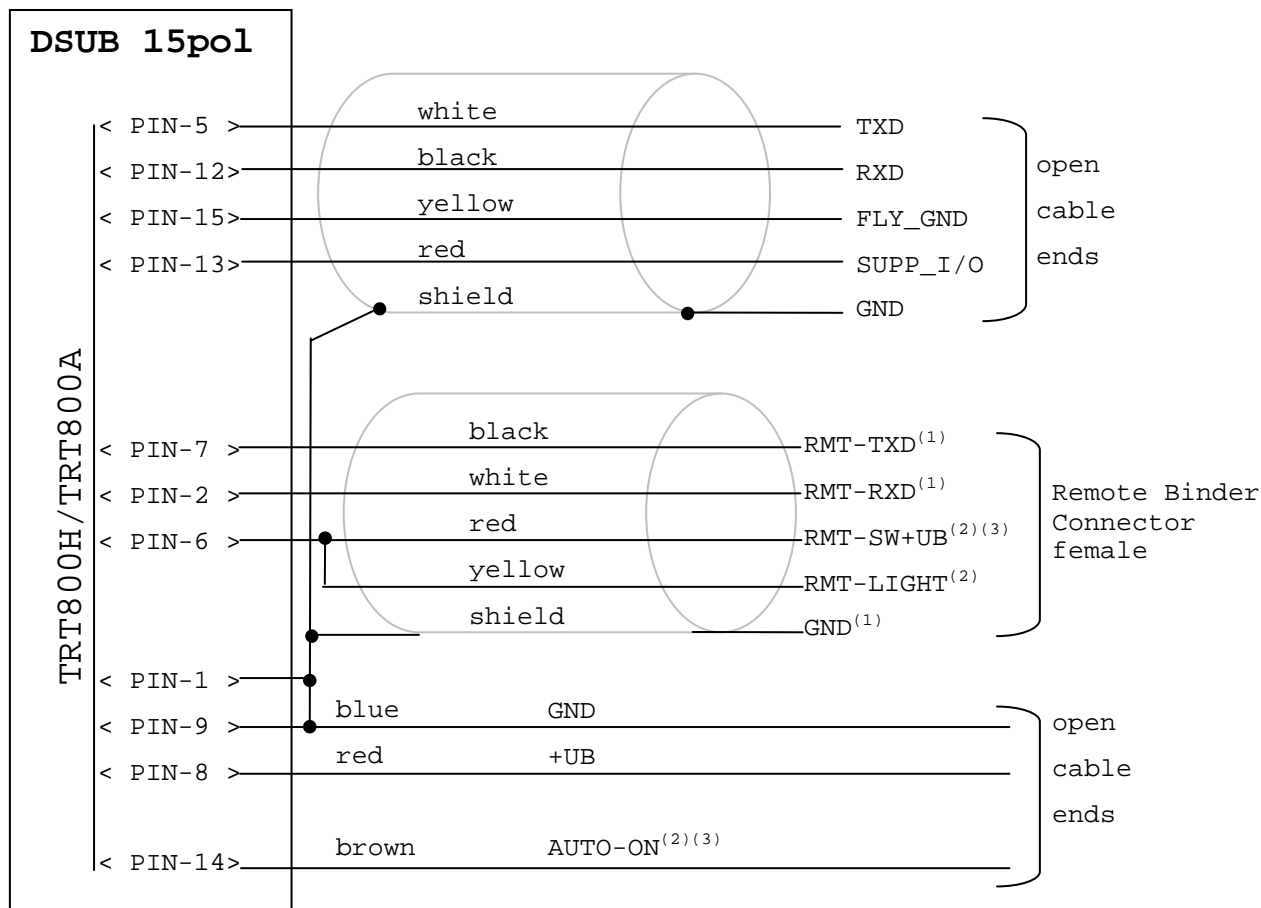 DSUB 15pol
TRT800H/TRT800A
< PIN-5 > white TXD
< PIN-12> black RXD
< PIN-15> yellow FLY_GND
< PIN-13> red SUPP_I/O
shield GND
open
cable
ends
< PIN-7 > black RMT-TXD(1)
< PIN-2 > white RMT-RXD(1)
< PIN-6 > red RMT-SW+UB(2)(3)
yellow RMT-LIGHT(2)
shield GND(1)
Remote Binder
Connector
female
< PIN-1 >
< PIN-9 > blue GND
< PIN-8 > red +UB
< PIN-14> brown AUTO-ON(2)(3)
open
cable
ends